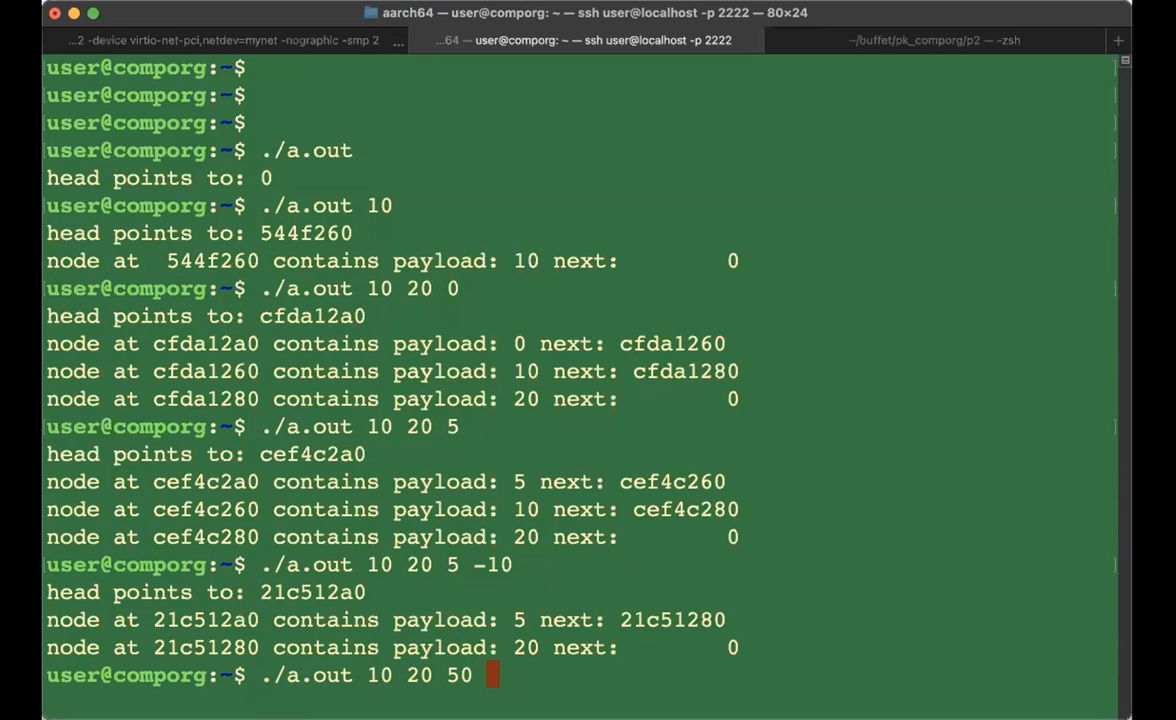 aarch64 — user@comporg: ~ — ssh user@localhost -p 2222 — 80×24
...2 -device virtio-net-pci,netdev=mynet -nographic -smp 2 ...
...64 — user@comporg: ~ — ssh user@localhost -p 2222
~/buffet/pk_comporg/p2 — -zsh
+
user@comporg:~$
user@comporg:~$
user@comporg:~$
user@comporg:~$ ./a.out
head points to: 0
user@comporg:~$ ./a.out 10
head points to: 544f260
node at  544f260 contains payload: 10 next:        0
user@comporg:~$ ./a.out 10 20 0
head points to: cfda12a0
node at cfda12a0 contains payload: 0 next: cfda1260
node at cfda1260 contains payload: 10 next: cfda1280
node at cfda1280 contains payload: 20 next:        0
user@comporg:~$ ./a.out 10 20 5
head points to: cef4c2a0
node at cef4c2a0 contains payload: 5 next: cef4c260
node at cef4c260 contains payload: 10 next: cef4c280
node at cef4c280 contains payload: 20 next:        0
user@comporg:~$ ./a.out 10 20 5 -10
head points to: 21c512a0
node at 21c512a0 contains payload: 5 next: 21c51280
node at 21c51280 contains payload: 20 next:        0
user@comporg:~$ ./a.out 10 20 50